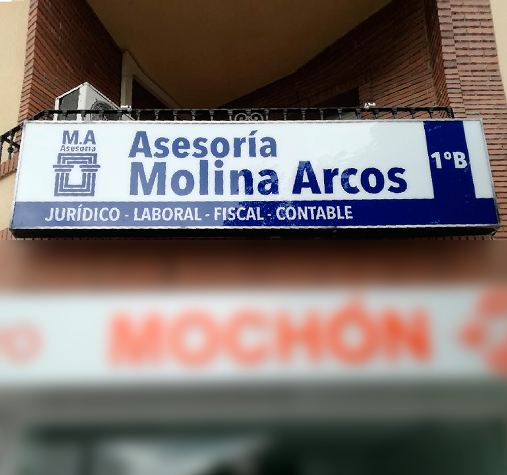 M.A
Asesoría
Asesoría
Molina Arcos
1ºB
JURÍDICO - LABORAL - FISCAL - CONTABLE
MOCHÓN